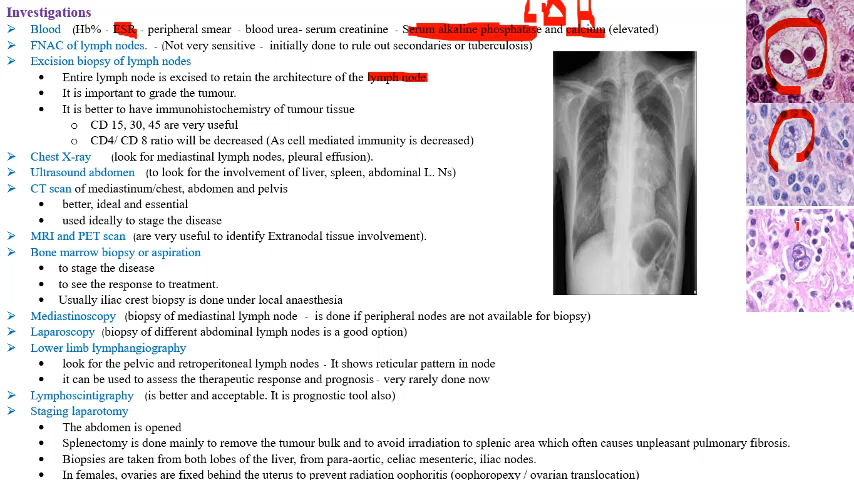 Investigations
➢ Blood (Hb% - ESR - peripheral smear - blood urea- serum creatinine - Serum alkaline phosphatase and calcium (elevated)
➢ FNAC of lymph nodes. - (Not very sensitive - initially done to rule out secondaries or tuberculosis)
➢ Excision biopsy of lymph nodes
• Entire lymph node is excised to retain the architecture of the lymph node
• It is important to grade the tumour.
• It is better to have immunohistochemistry of tumour tissue
o CD 15, 30, 45 are very useful
o CD4/ CD 8 ratio will be decreased (As cell mediated immunity is decreased)
➢ Chest X-ray (look for mediastinal lymph nodes, pleural effusion).
➢ Ultrasound abdomen (to look for the involvement of liver, spleen, abdominal L. Ns)
➢ CT scan of mediastinum/chest, abdomen and pelvis
• better, ideal and essential
• used ideally to stage the disease
➢ MRI and PET scan (are very useful to identify Extranodal tissue involvement).
➢ Bone marrow biopsy or aspiration
• to stage the disease
• to see the response to treatment.
• Usually iliac crest biopsy is done under local anaesthesia
➢ Mediastinoscopy (biopsy of mediastinal lymph node - is done if peripheral nodes are not available for biopsy)
➢ Laparoscopy (biopsy of different abdominal lymph nodes is a good option)
➢ Lower limb lymphangiography
• look for the pelvic and retroperitoneal lymph nodes - It shows reticular pattern in node
• it can be used to assess the therapeutic response and prognosis - very rarely done now
➢ Lymphoscintigraphy (is better and acceptable. It is prognostic tool also)
➢ Staging laparotomy
• The abdomen is opened
• Splenectomy is done mainly to remove the tumour bulk and to avoid irradiation to splenic area which often causes unpleasant pulmonary fibrosis.
• Biopsies are taken from both lobes of the liver, from para-aortic, celiac mesenteric, iliac nodes.
• In females, ovaries are fixed behind the uterus to prevent radiation oophoritis (oophoropexy / ovarian translocation)